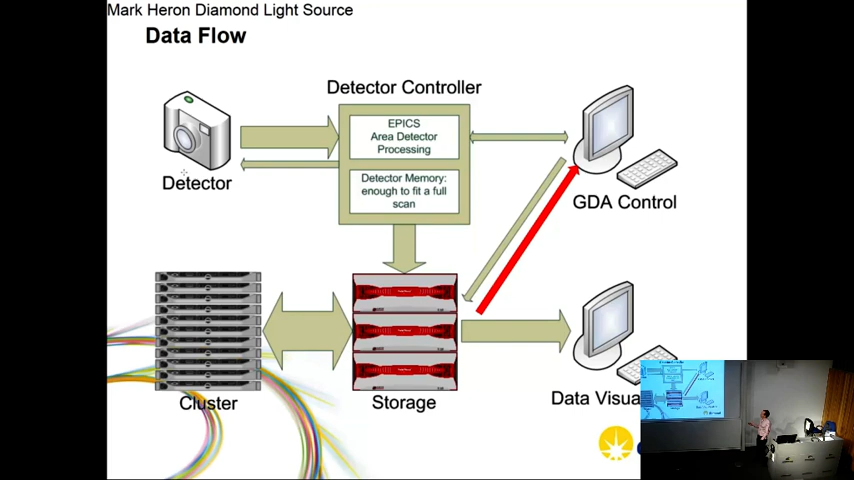 Mark Heron Diamond Light Source
Data Flow
Detector Controller
EPICS
Area Detector
Processing
Detector
Detector Memory:
enough to fit a full
scan
GDA Control
Cluster
Storage
Data Visua